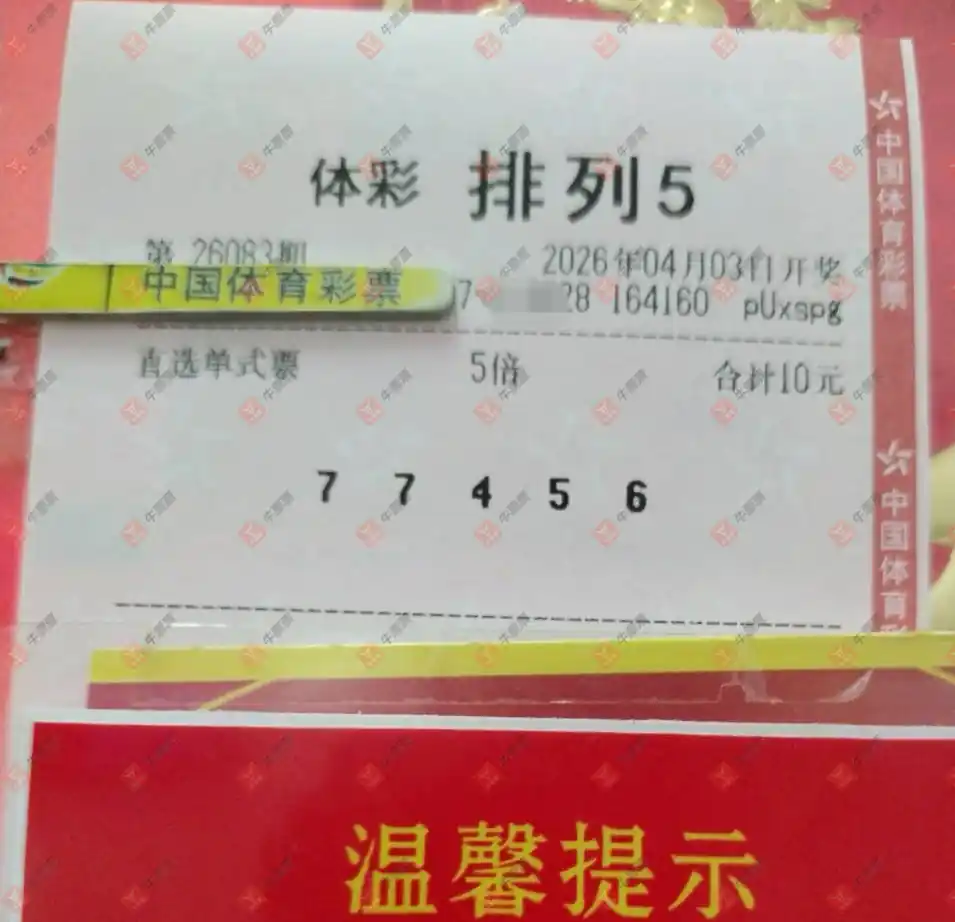 体彩 排列5
第 26083期
2026年04月03日开奖
中国体育彩票
28 164160 pUxspg
直选单式票 5倍 合计10元
7 7 4 5 6
中国体育彩票
中国体育
温馨提示
牛票票